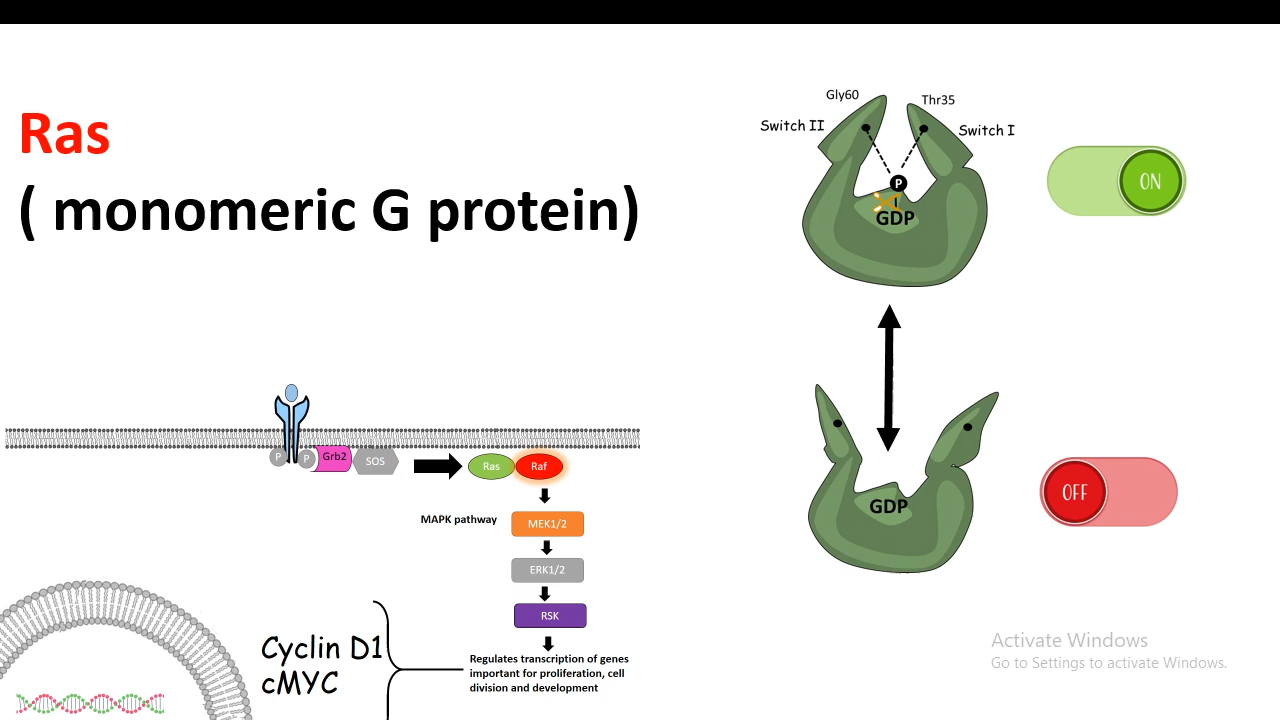 Ras
( monomeric G protein)
Gly60
Thr35
Switch II
Switch I
P
GDP
ON
GDP
OFF
P
P
Grb2
SOS
Ras
Raf
MAPK pathway
MEK1/2
ERK1/2
RSK
Cyclin D1
cMYC
Regulates transcription of genes
important for proliferation, cell
division and development
Activate Windows
Go to Settings to activate Windows.